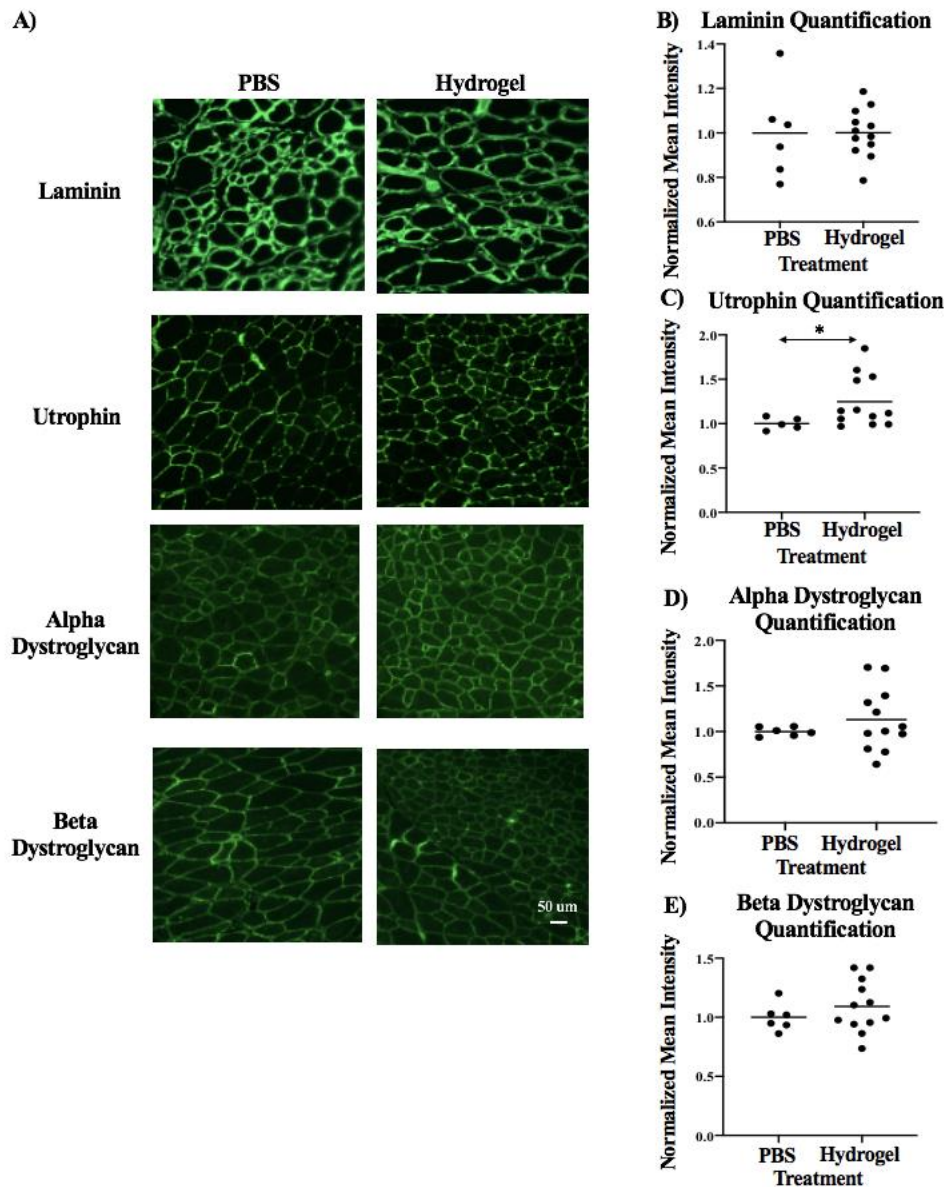 A)
PBS
Hydrogel
Laminin
Utrophin
Alpha
Dystroglycan
Beta
Dystroglycan
50 um
B) Laminin Quantification
Normalized Mean Intensity
1.4
1.2
1.0
0.8
0.6
PBS Hydrogel
Treatment
C) Utrophin Quantification
Normalized Mean Intensity
2.0
1.5
1.0
0.5
0.0
*
PBS Hydrogel
Treatment
D) Alpha Dystroglycan
Quantification
Normalized Mean Intensity
2.0
1.5
1.0
0.5
0.0
PBS Hydrogel
Treatment
E) Beta Dystroglycan
Quantification
Normalized Mean Intensity
1.5
1.0
0.5
0.0
PBS Hydrogel
Treatment